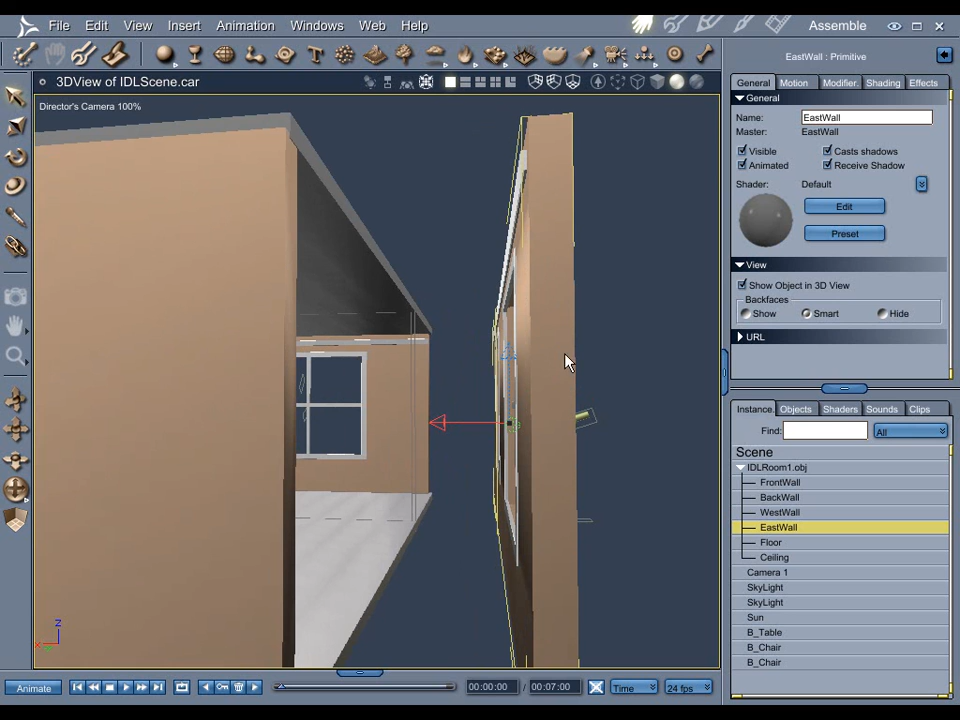 File Edit View Insert Animation Windows Web Help Assemble
EastWall : Primitive
3DView of IDLScene.car
General Motion Modifier. Shading Effects
Director's Camera 100%
General
Name: EastWall
Master: EastWall
Visible Casts shadows
Animated Receive Shadow
Shader: Default
Edit
Preset
View
Show Object in 3D View
Backfaces
Show Smart Hide
URL
Instance. Objects Shaders Sounds Clips
Find: All
Scene
IDLRoom1.obj
FrontWall
BackWall
WestWall
EastWall
Floor
Ceiling
Camera 1
SkyLight
SkyLight
Sun
B_Table
B_Chair
B_Chair
Z
X
Animate 00:00:00 / 00:07:00 Time 24 fps